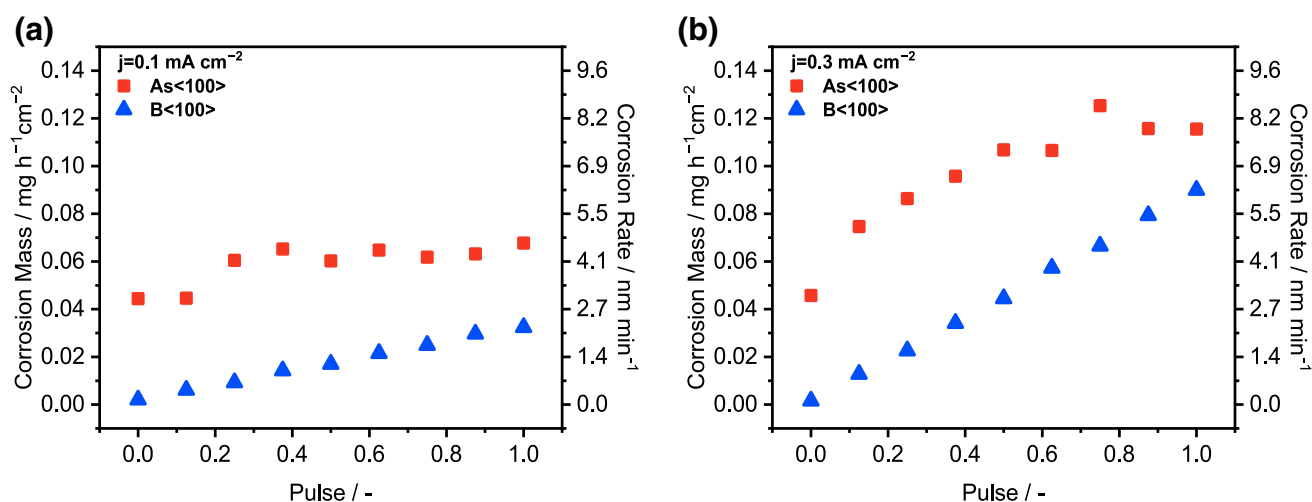 (a)
j=0.1 mA cm⁻²
As<100>
B<100>
0.14
0.12
0.10
0.08
0.06
0.04
0.02
0.00
Corrosion Mass / mg h⁻¹cm⁻²
9.6
8.2
6.9
5.5
4.1
2.7
1.4
0.0
Corrosion Rate / nm min⁻¹
0.0 0.2 0.4 0.6 0.8 1.0
Pulse / -
(b)
j=0.3 mA cm⁻²
As<100>
B<100>
0.14
0.12
0.10
0.08
0.06
0.04
0.02
0.00
Corrosion Mass / mg h⁻¹cm⁻²
9.6
8.2
6.9
5.5
4.1
2.7
1.4
0.0
Corrosion Rate / nm min⁻¹
0.0 0.2 0.4 0.6 0.8 1.0
Pulse / -